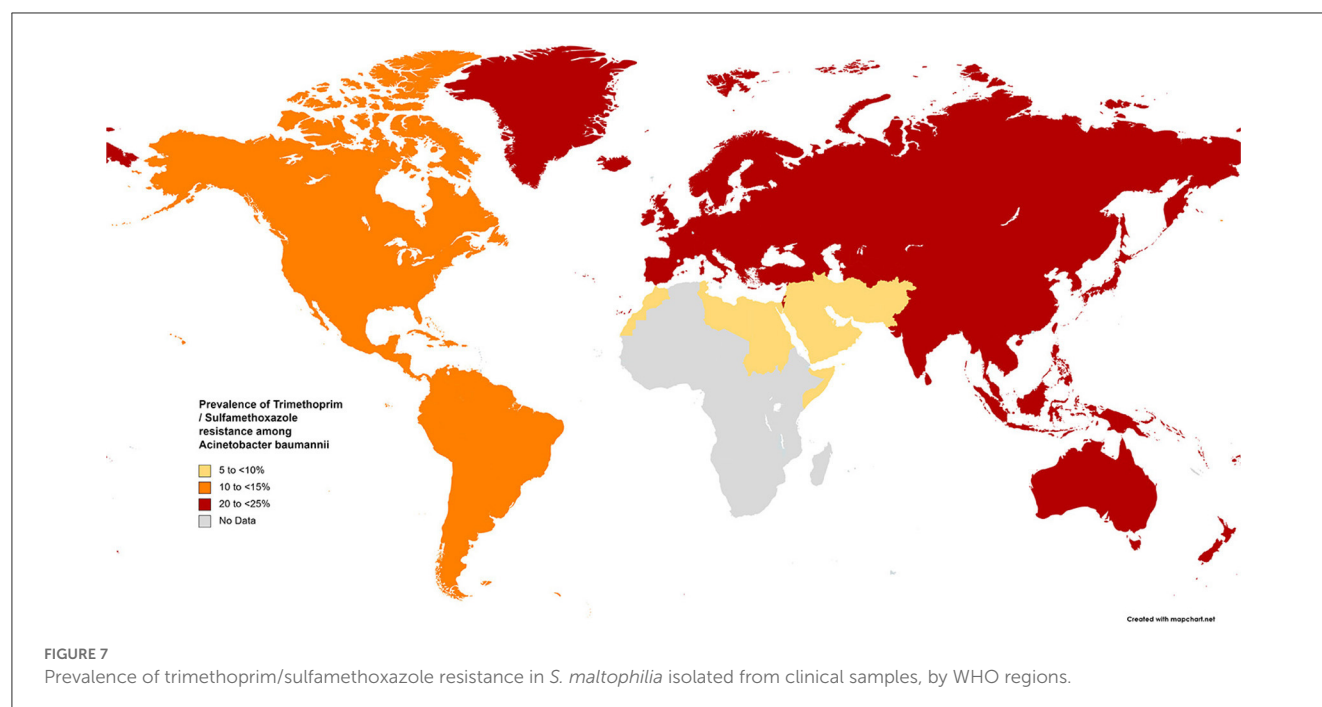 Prevalence of Trimethoprim
/ Sulfamethoxazole
resistance among
Acinetobacter baumannii
5 to <10%
10 to <15%
20 to <25%
No Data
Created with mapchart.net
FIGURE 7
Prevalence of trimethoprim/sulfamethoxazole resistance in S. maltophilia isolated from clinical samples, by WHO regions.